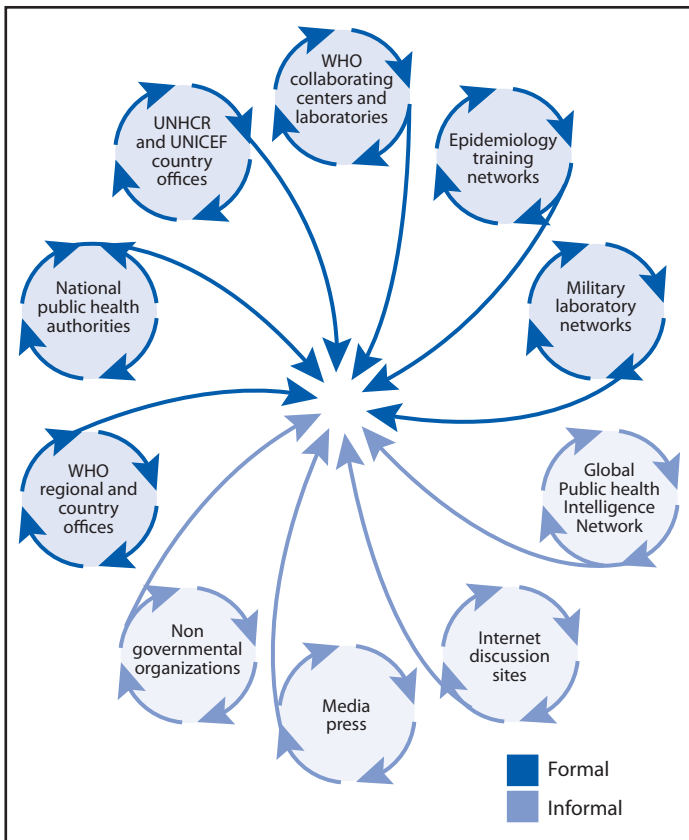 WHO
collaborating
centers and
laboratories
UNHCR
and UNICEF
country
offices
Epidemiology
training
networks
National
public health
authorities
Military
laboratory
networks
WHO
regional and
country
offices
Global
Public health
Intelligence
Network
Non
governmental
organizations
Internet
discussion
sites
Media
press
Formal
Informal